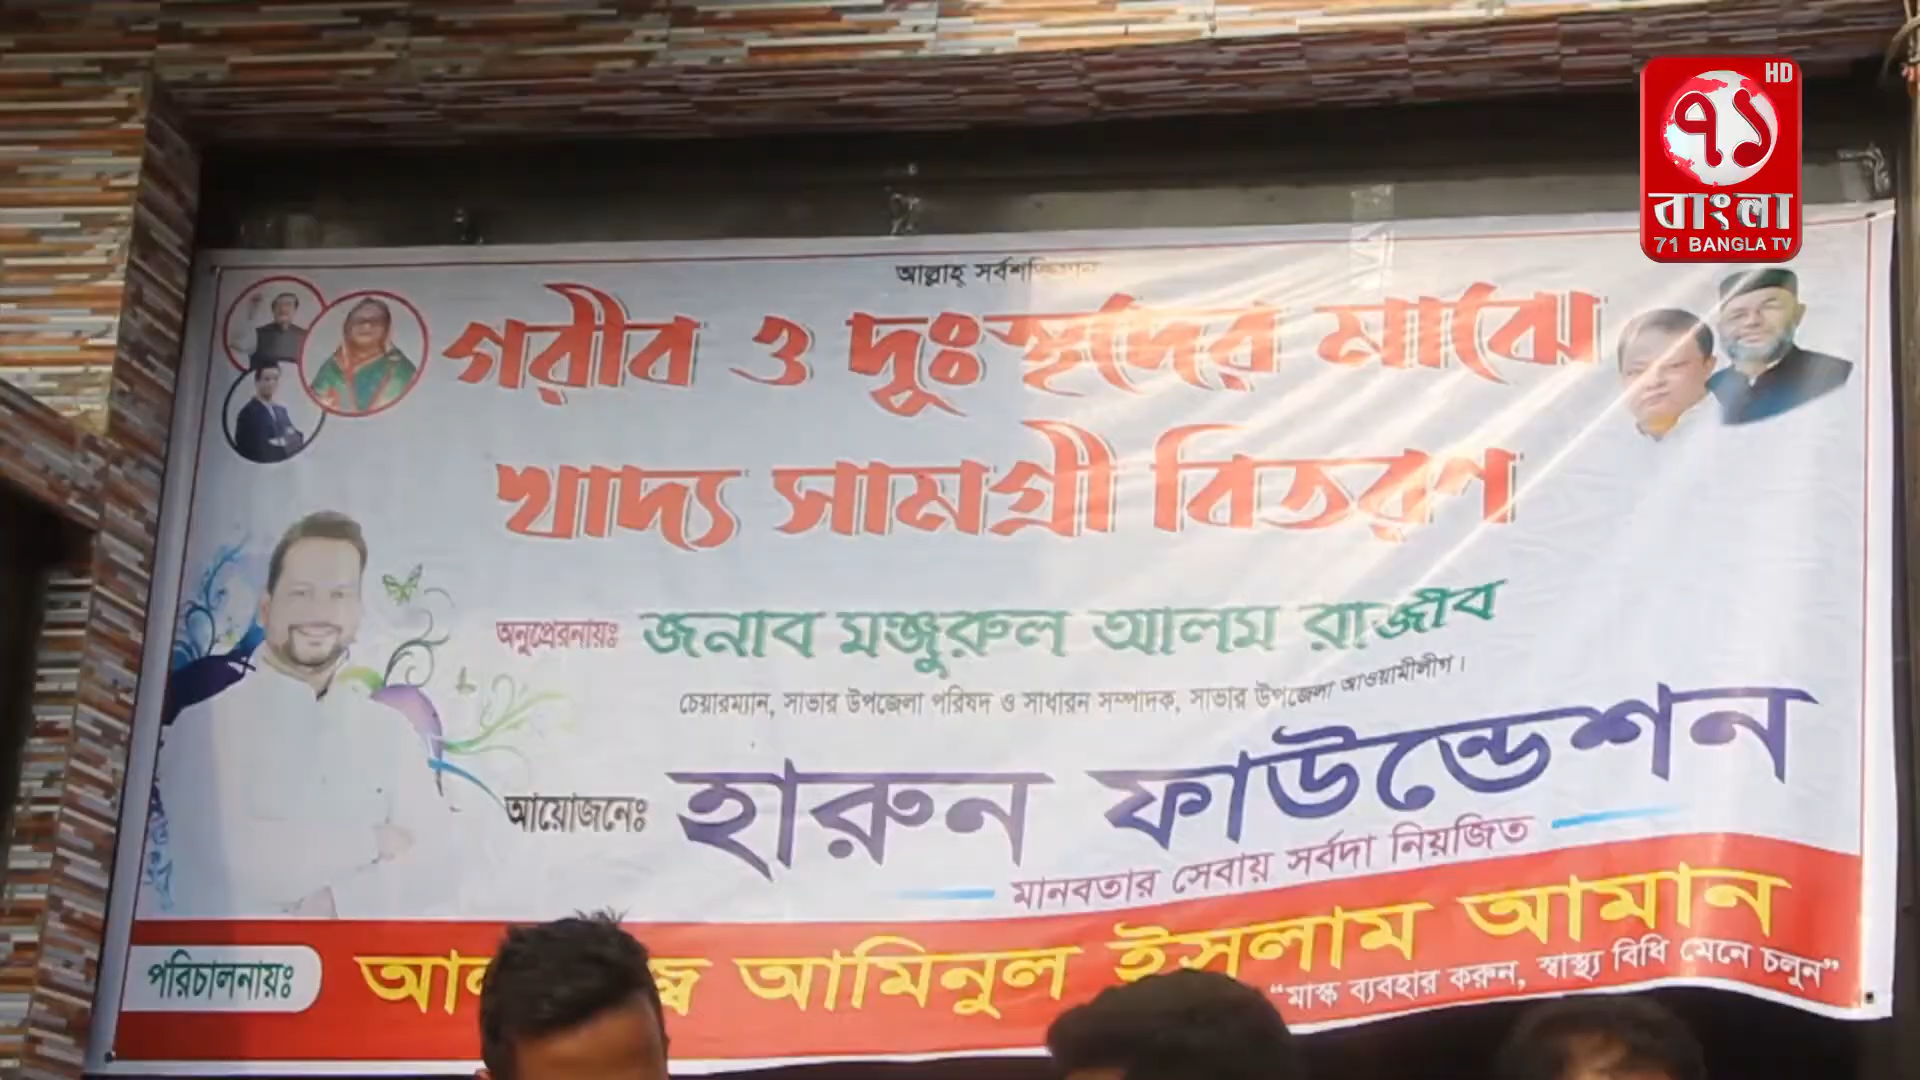 HD
৭১
বাংলা
71 BANGLA TV
আল্লাহ্ সর্বশক্তিমান
গরীব ও দুঃস্থদের মাঝে
খাদ্য সামগ্রী বিতরণ
অনুপ্রেরনায়ঃ জনাব মঞ্জুরুল আলম রাজীব
চেয়ারম্যান, সাভার উপজেলা পরিষদ ও সাধারন সম্পাদক, সাভার উপজেলা আওয়ামীলীগ।
আয়োজনেঃ হারুন ফাউন্ডেশন
মানবতার সেবায় সর্বদা নিয়জিত
পরিচালনায়ঃ আমিনুল ইসলাম আমান
“মাস্ক ব্যবহার করুন, স্বাস্থ্য বিধি মেনে চলুন”